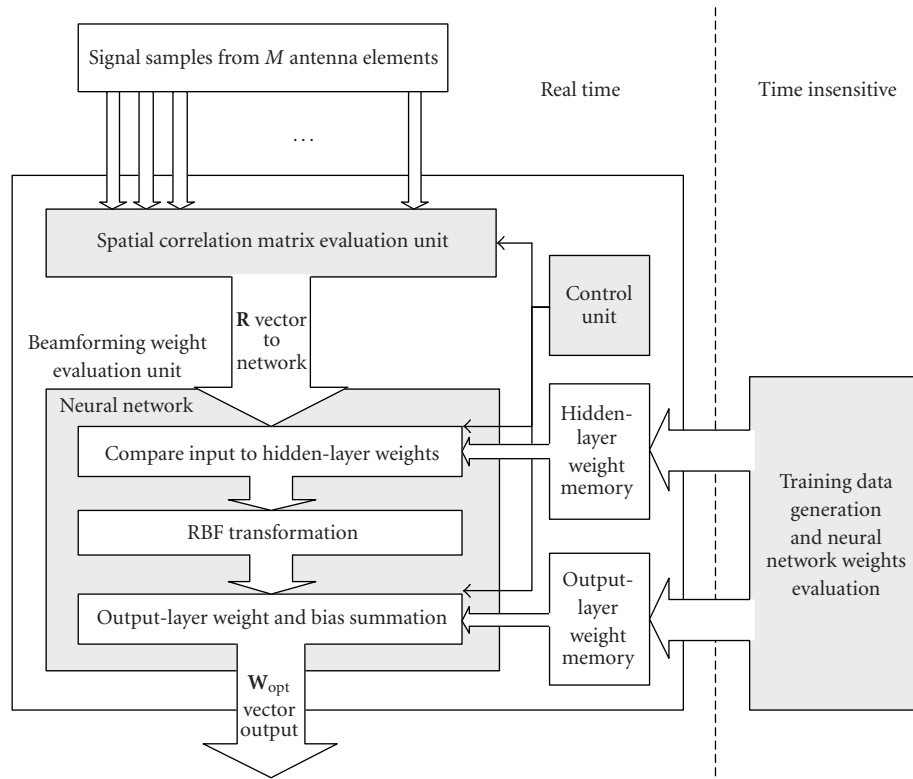 Signal samples from M antenna elements
Real time
Time insensitive
...
Spatial correlation matrix evaluation unit
Control
unit
R vector
to
network
Beamforming weight
evaluation unit
Neural network
Compare input to hidden-layer weights
Hidden-
layer
weight
memory
RBF transformation
Output-layer weight and bias summation
Output-
layer
weight
memory
Training data
generation
and neural
network weights
evaluation
Wopt
vector
output